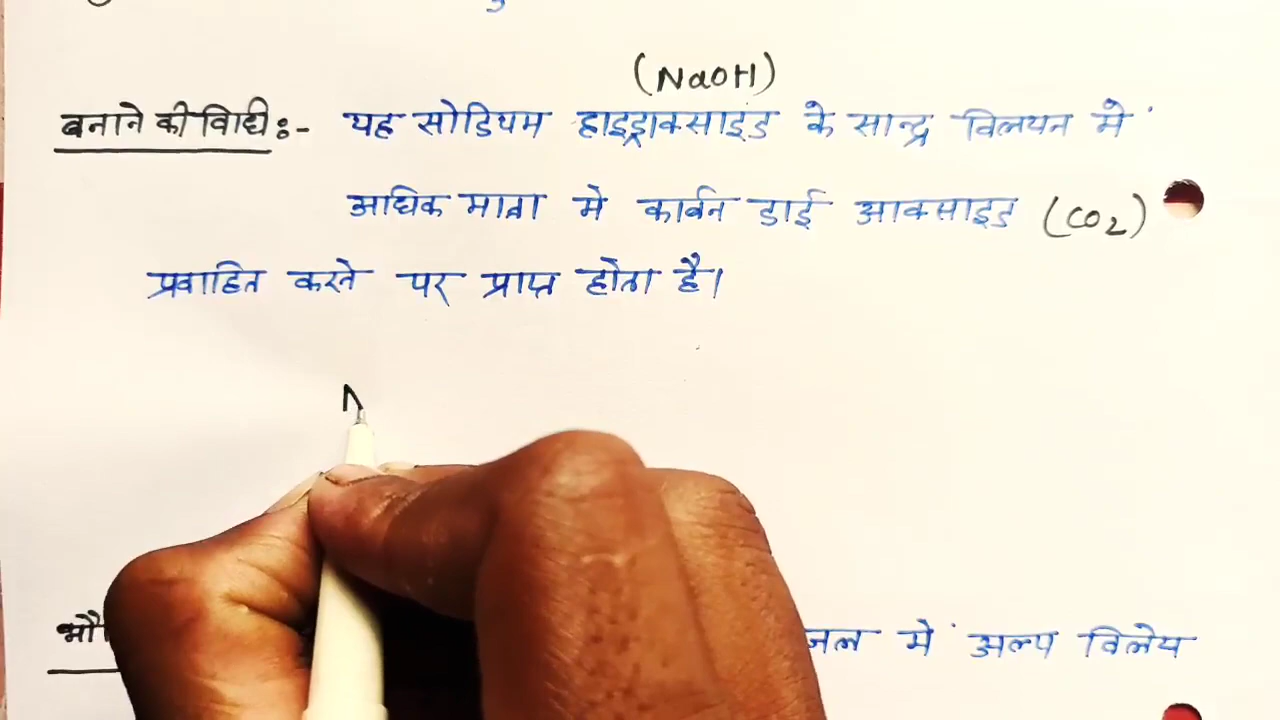 (NaOH)
बनाने की विधि:- यह सोडियम हाइड्राक्साइड के सान्द्र विलयन में
अधिक मात्रा मे कार्बन डाई आक्साइड (CO₂)
प्रवाहित करने पर प्राप्त होता है।
जल में अल्प विलेय